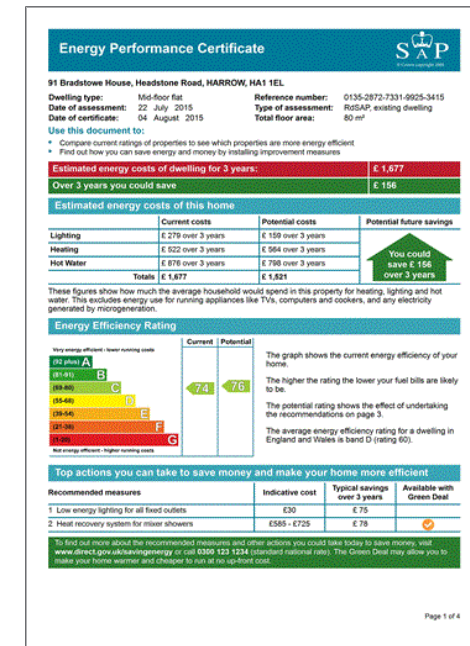 Energy Performance Certificate
SAP
© Crown copyright 2009
91 Bradstowe House, Headstone Road, HARROW, HA1 1EL
Dwelling type: Mid-floor flat Reference number: 0135-2872-7331-9925-3415
Date of assessment: 22 July 2015 Type of assessment: RdSAP, existing dwelling
Date of certificate: 04 August 2015 Total floor area: 80 m²
Use this document to:
• Compare current ratings of properties to see which properties are more energy efficient
• Find out how you can save energy and money by installing improvement measures
Estimated energy costs of dwelling for 3 years: £ 1,677
Over 3 years you could save £ 156
Estimated energy costs of this home
Current costs Potential costs Potential future savings
Lighting £ 279 over 3 years £ 159 over 3 years
Heating £ 522 over 3 years £ 564 over 3 years
Hot Water £ 876 over 3 years £ 798 over 3 years
Totals £ 1,677 £ 1,521
You could
save £ 156
over 3 years
These figures show how much the average household would spend in this property for heating, lighting and hot
water. This excludes energy use for running appliances like TVs, computers and cookers, and any electricity
generated by microgeneration.
Energy Efficiency Rating
Current Potential
Very energy efficient - lower running costs
(92 plus) A
(81-91) B
(69-80) C
(55-68) D
(39-54) E
(21-38) F
(1-20) G
Not energy efficient - higher running costs
74 76
The graph shows the current energy efficiency of your
home.
The higher the rating the lower your fuel bills are likely
to be.
The potential rating shows the effect of undertaking
the recommendations on page 3.
The average energy efficiency rating for a dwelling in
England and Wales is band D (rating 60).
Top actions you can take to save money and make your home more efficient
Recommended measures Indicative cost Typical savings over 3 years Available with Green Deal
1 Low energy lighting for all fixed outlets £30 £ 75
2 Heat recovery system for mixer showers £585 - £725 £ 78
To find out more about the recommended measures and other actions you could take today to save money, visit
www.direct.gov.uk/savingenergy or call 0300 123 1234 (standard national rate). The Green Deal may allow you to
make your home warmer and cheaper to run at no up-front cost.
Page 1 of 4